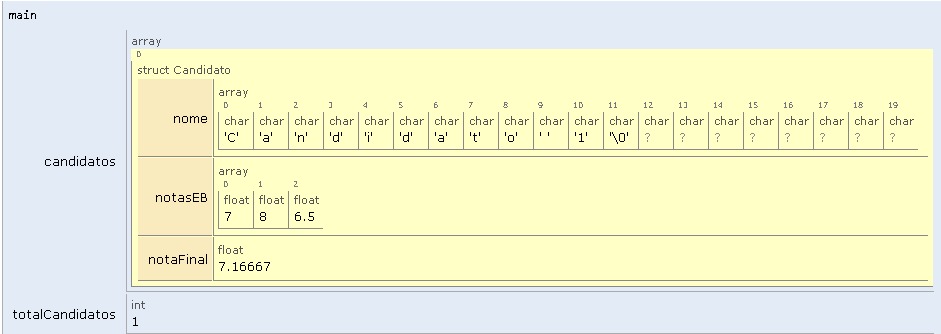 main
array
0
struct Candidato
array
0 1 2 3 4 5 6 7 8 9 10 11 12 13 14 15 16 17 18 19
nome char char char char char char char char char char char char char char char char char char char char
'C' 'a' 'n' 'd' 'i' 'd' 'a' 't' 'o' ' ' '1' '\0' ? ? ? ? ? ? ? ?
candidatos
array
0 1 2
notasEB float float float
7 8 6.5
float
notaFinal
7.16667
int
totalCandidatos
1